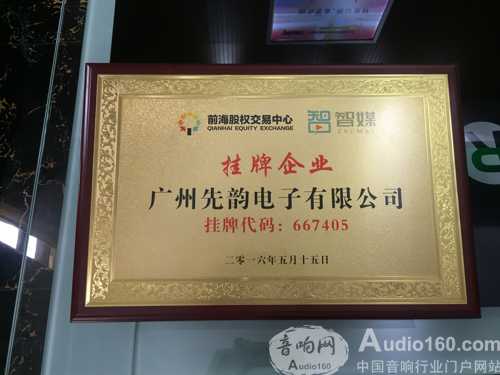 前海股权交易中心
QIANHAI EQUITY EXCHANGE
智媒
ZHIMEI
挂牌企业
广州先韵电子有限公司
挂牌代码：667405
二零一六年五月十五日
音响网
Audio160
Audio160.com
中国音响行业门户网站